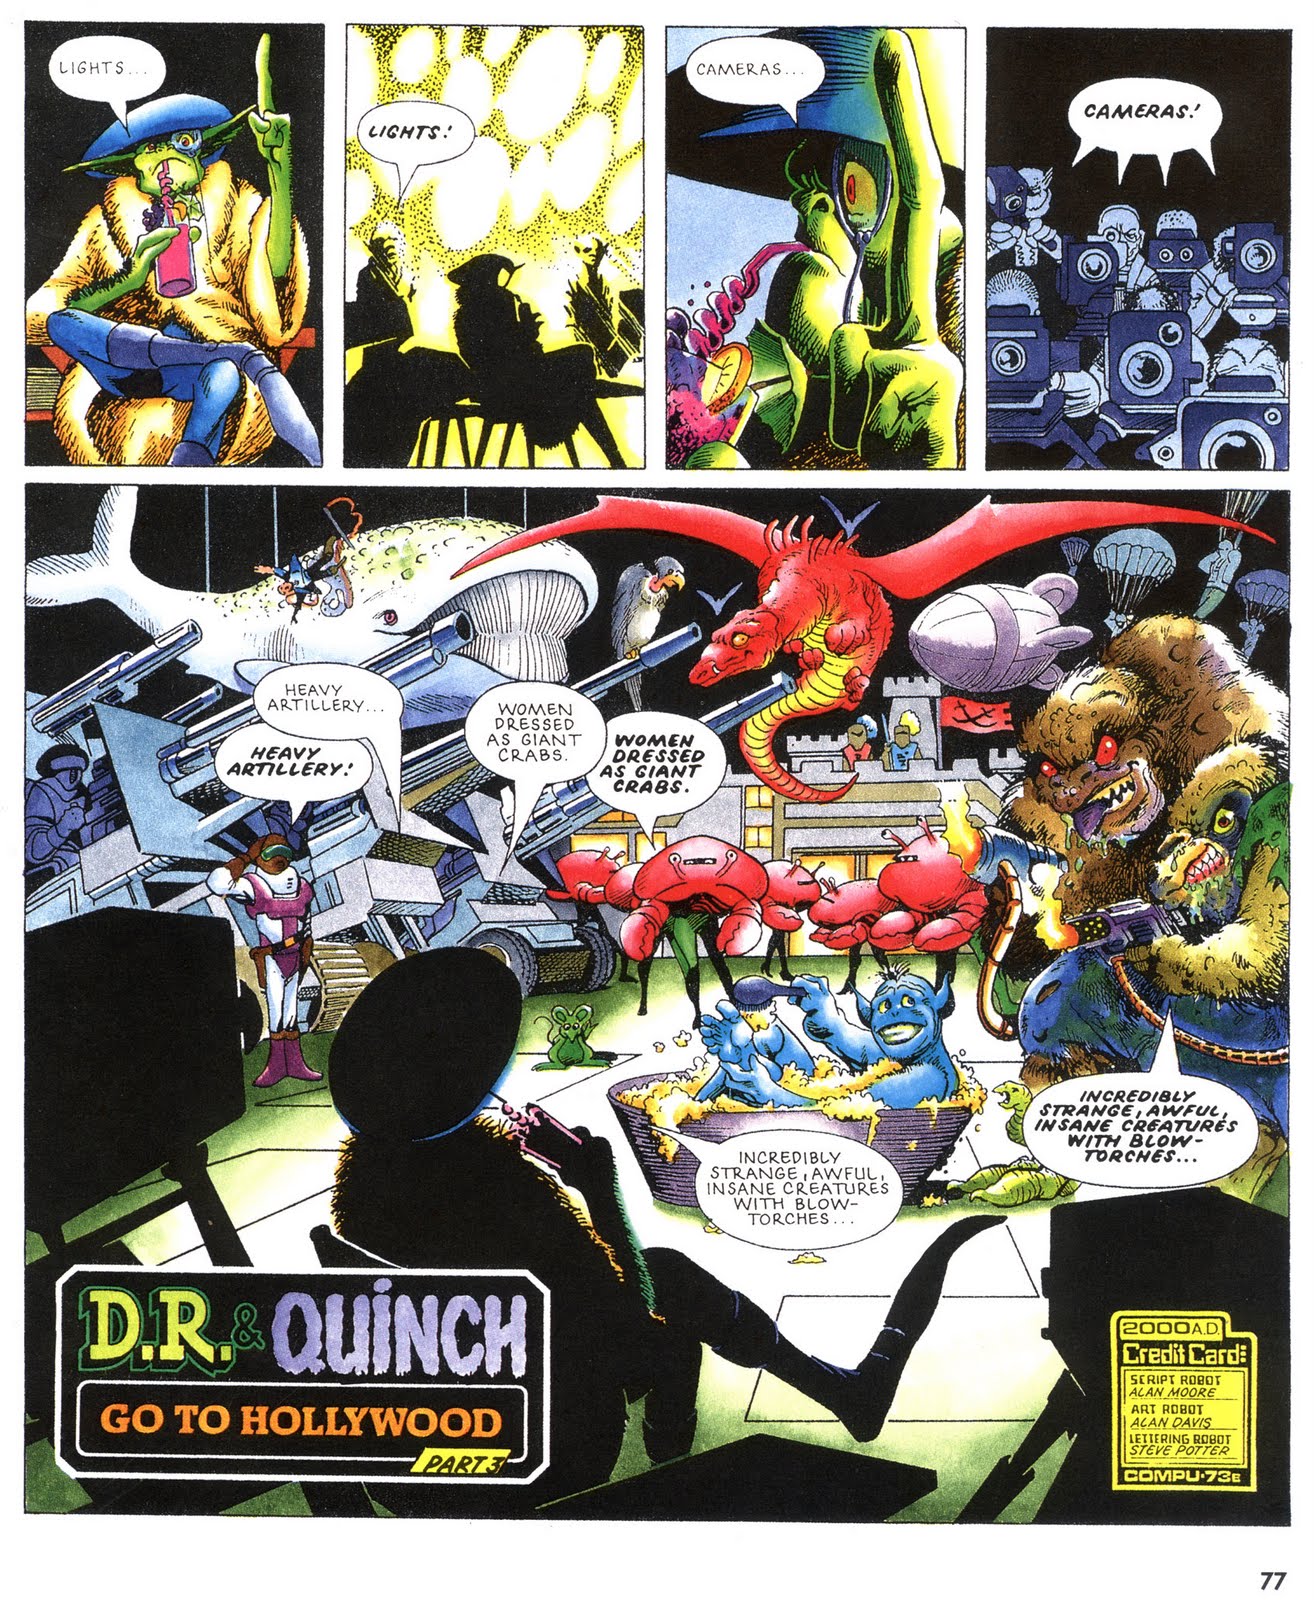 LIGHTS...
LIGHTS!
CAMERAS...
CAMERAS!
HEAVY
ARTILLERY...
HEAVY
ARTILLERY!
WOMEN
DRESSED
AS GIANT
CRABS.
WOMEN
DRESSED
AS GIANT
CRABS.
INCREDIBLY
STRANGE, AWFUL,
INSANE CREATURES
WITH BLOW-
TORCHES...
INCREDIBLY
STRANGE, AWFUL,
INSANE CREATURES
WITH BLOW-
TORCHES...
D.R. & QUINCH
GO TO HOLLYWOOD
PART 3
2000 A.D.
Credit Card:
SCRIPT ROBOT
ALAN MOORE
ART ROBOT
ALAN DAVIS
LETTERING ROBOT
STEVE POTTER
COMPU·73E
77